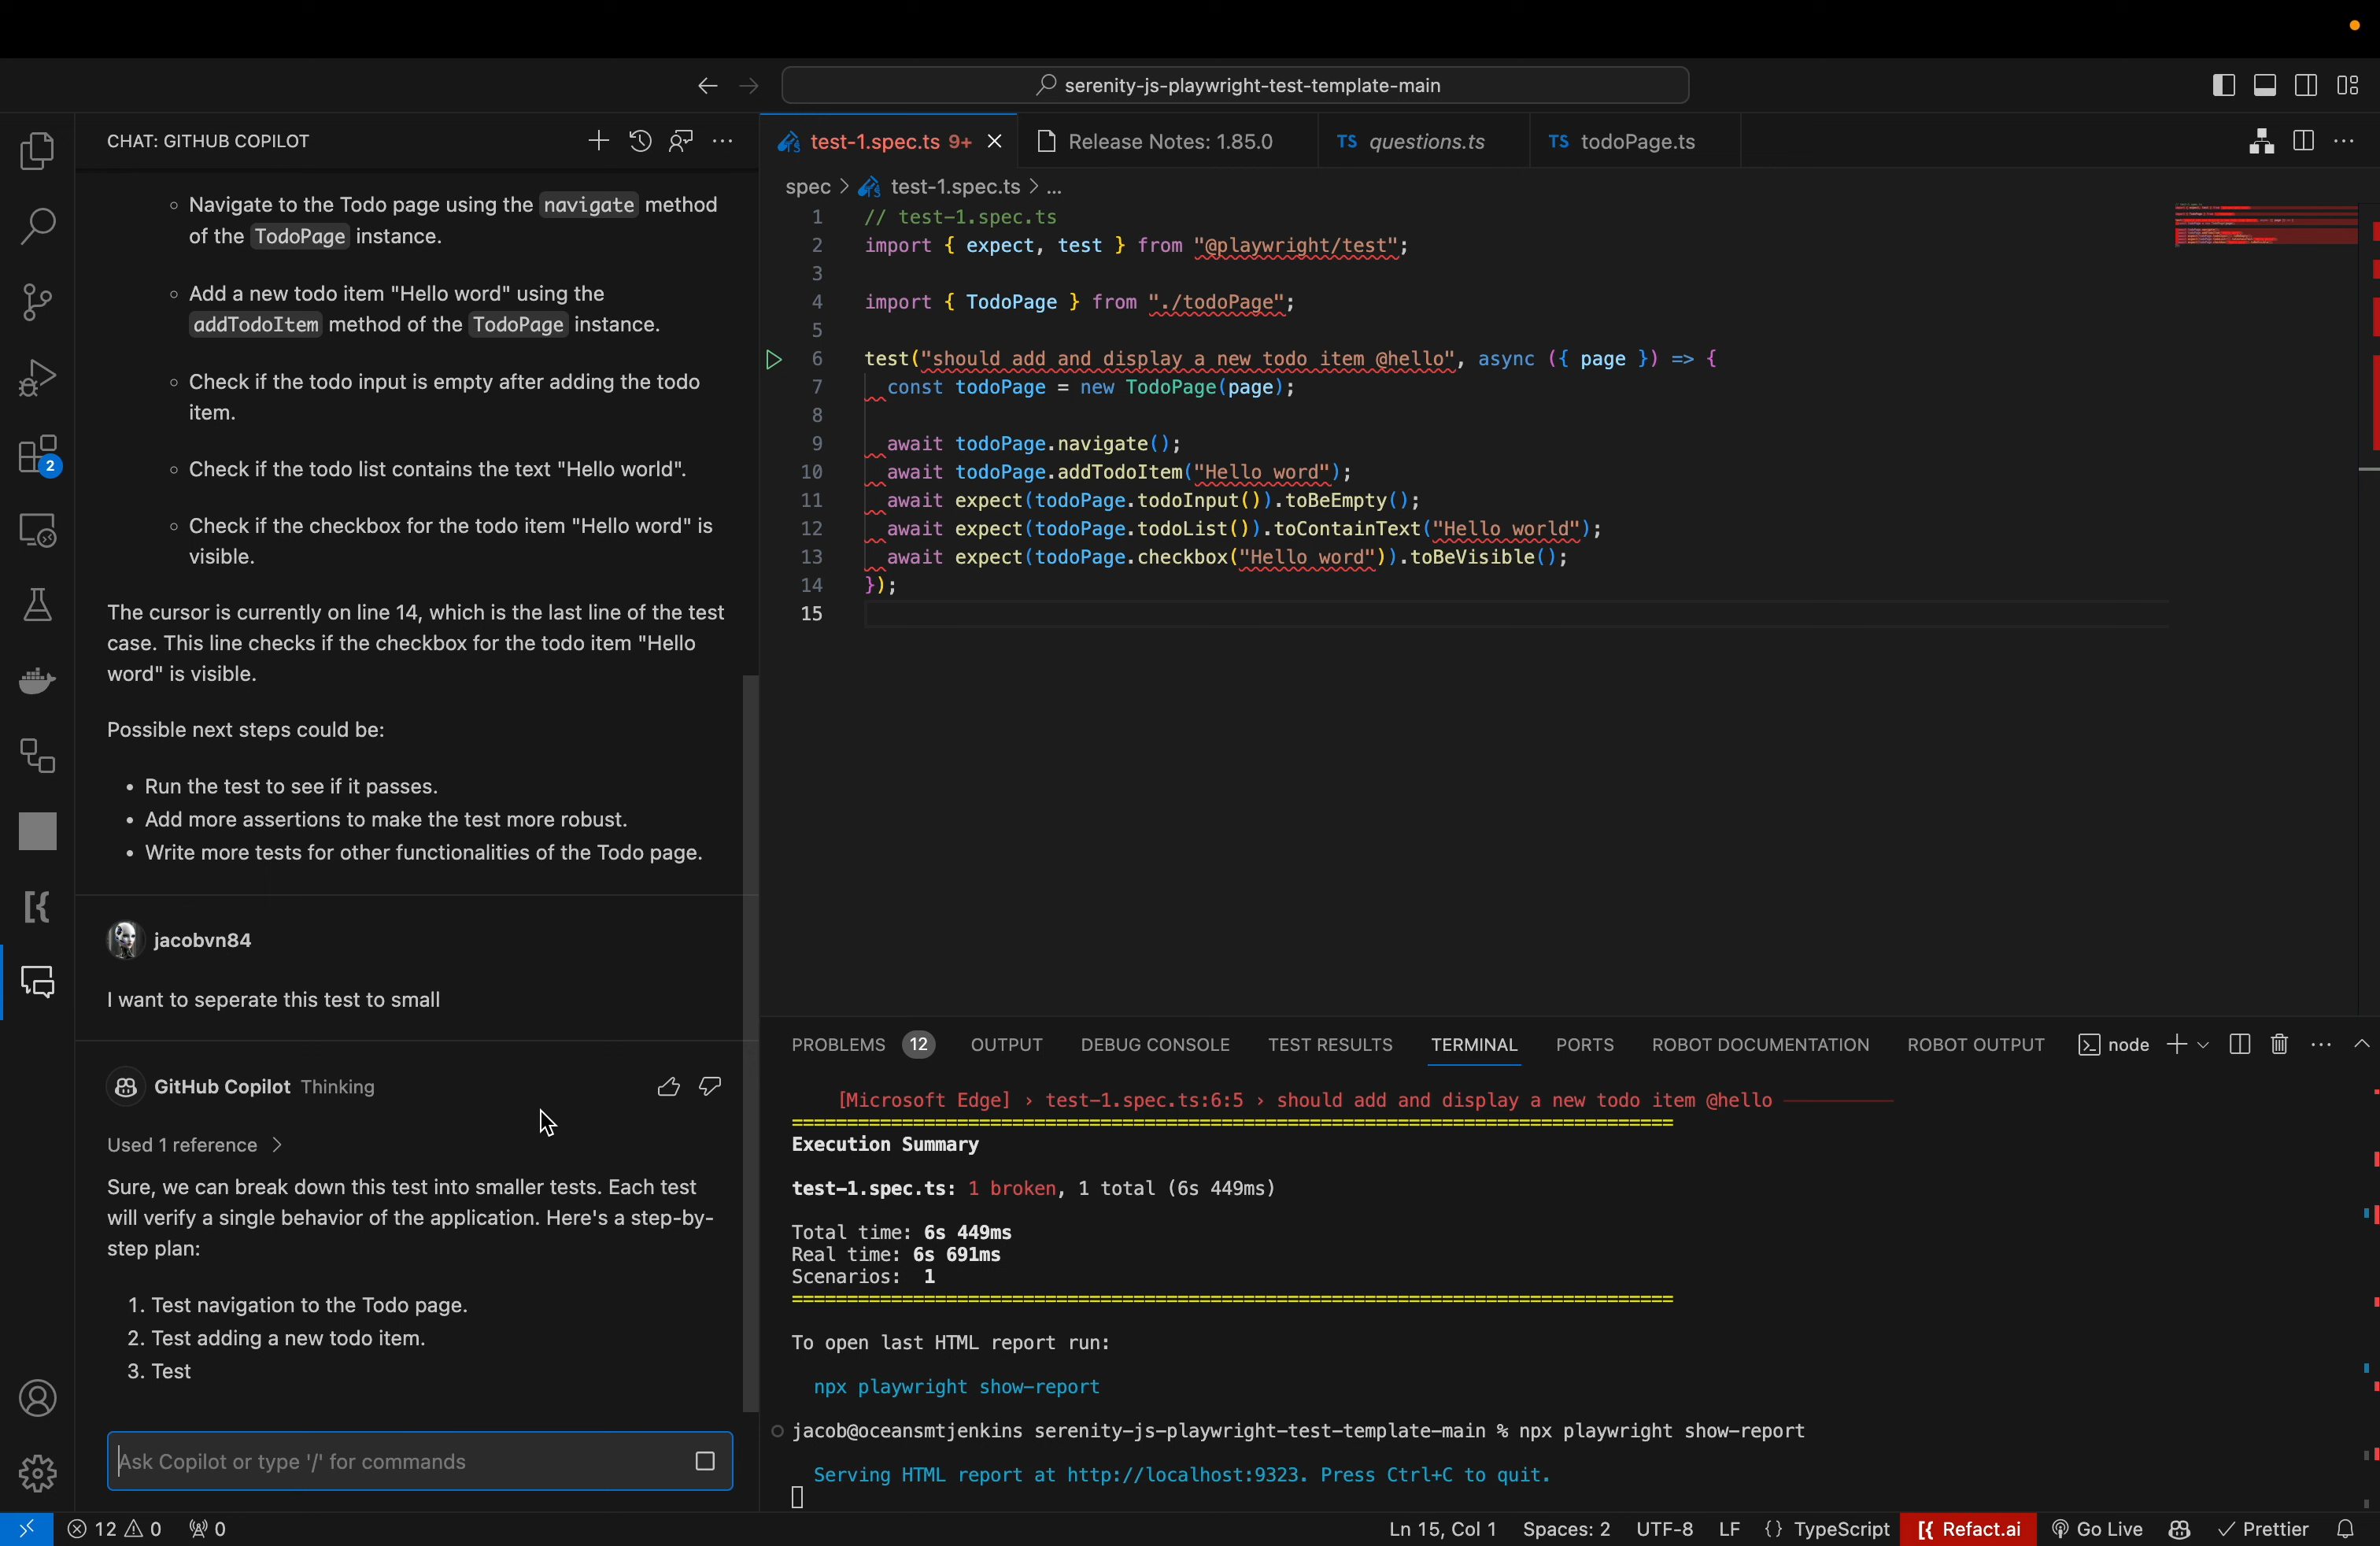 serenity-js-playwright-test-template-main
CHAT: GITHUB COPILOT
Navigate to the Todo page using the navigate method
of the TodoPage instance.
Add a new todo item "Hello word" using the
addTodoItem method of the TodoPage instance.
Check if the todo input is empty after adding the todo
item.
Check if the todo list contains the text "Hello world".
Check if the checkbox for the todo item "Hello word" is
visible.
The cursor is currently on line 14, which is the last line of the test
case. This line checks if the checkbox for the todo item "Hello
word" is visible.
Possible next steps could be:
• Run the test to see if it passes.
• Add more assertions to make the test more robust.
• Write more tests for other functionalities of the Todo page.
jacobvn84
I want to seperate this test to small
GitHub Copilot Thinking
Used 1 reference >
Sure, we can break down this test into smaller tests. Each test
will verify a single behavior of the application. Here's a step-by-
step plan:
1. Test navigation to the Todo page.
2. Test adding a new todo item.
3. Test
Ask Copilot or type '/' for commands
2
test-1.spec.ts 9+
Release Notes: 1.85.0
TS questions.ts
TS todoPage.ts
spec > test-1.spec.ts > ...
1 // test-1.spec.ts
2 import { expect, test } from "@playwright/test";
3
4 import { TodoPage } from "./todoPage";
5
6 test("should add and display a new todo item @hello", async ({ page }) => {
7 const todoPage = new TodoPage(page);
8
9 await todoPage.navigate();
10 await todoPage.addTodoItem("Hello word");
11 await expect(todoPage.todoInput()).toBeEmpty();
12 await expect(todoPage.todoList()).toContainText("Hello world");
13 await expect(todoPage.checkbox("Hello word")).toBeVisible();
14 });
15
PROBLEMS 12 OUTPUT DEBUG CONSOLE TEST RESULTS TERMINAL PORTS ROBOT DOCUMENTATION ROBOT OUTPUT node
[Microsoft Edge] › test-1.spec.ts:6:5 › should add and display a new todo item @hello
================================================================================
Execution Summary
test-1.spec.ts: 1 broken, 1 total (6s 449ms)
Total time: 6s 449ms
Real time: 6s 691ms
Scenarios: 1
================================================================================
To open last HTML report run:
npx playwright show-report
jacob@oceansmtjenkins serenity-js-playwright-test-template-main % npx playwright show-report
Serving HTML report at http://localhost:9323. Press Ctrl+C to quit.
12 0 0
Ln 15, Col 1 Spaces: 2 UTF-8 LF {} TypeScript [{ Refact.ai Go Live Prettier